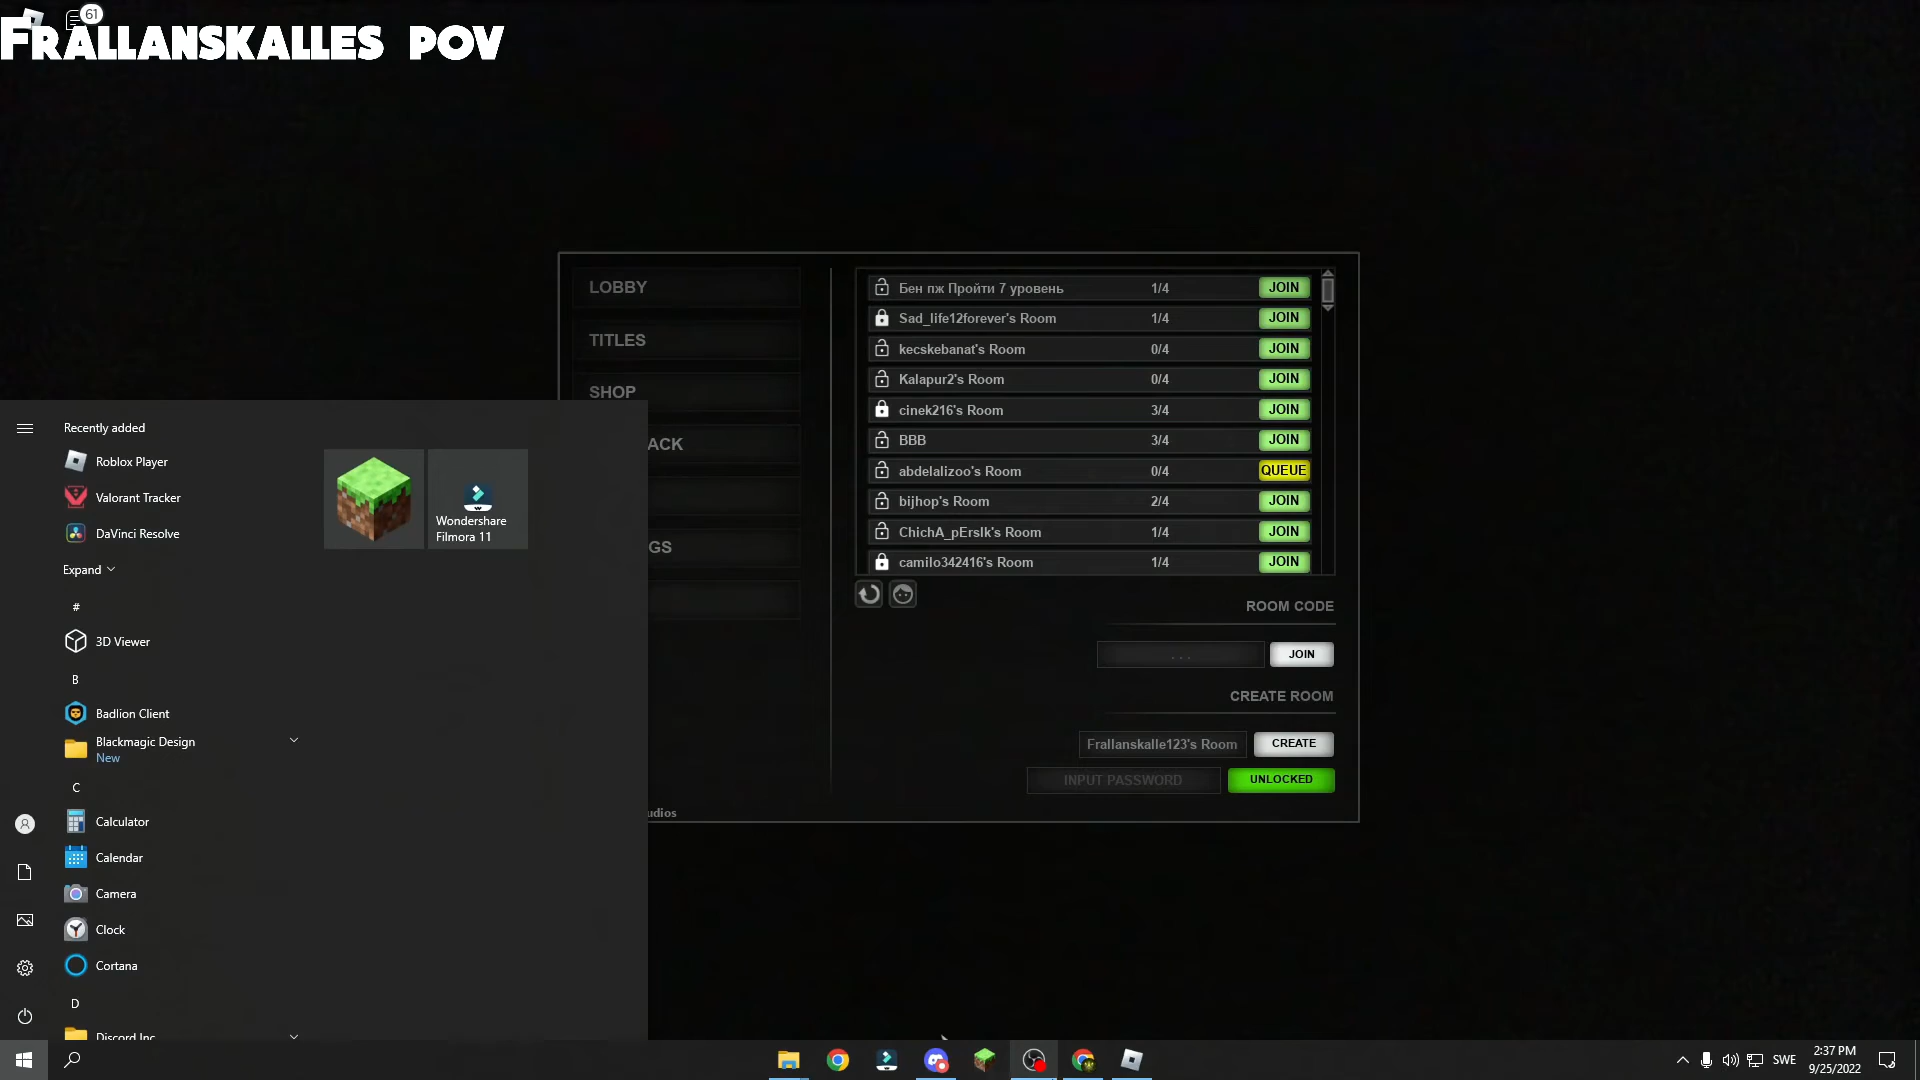 61
FRALLANSKALLES POV
LOBBY
TITLES
SHOP
ACK
GS
udios
Бен пж Пройти 7 уровень 1/4 JOIN
Sad_life12forever's Room 1/4 JOIN
kecskebanat's Room 0/4 JOIN
Kalapur2's Room 0/4 JOIN
cinek216's Room 3/4 JOIN
BBB 3/4 JOIN
abdelalizoo's Room 0/4 QUEUE
bijhop's Room 2/4 JOIN
ChichA_pErsIk's Room 1/4 JOIN
camilo342416's Room 1/4 JOIN
ROOM CODE
... JOIN
CREATE ROOM
Frallanskalle123's Room CREATE
INPUT PASSWORD UNLOCKED
Recently added
Roblox Player
Valorant Tracker
DaVinci Resolve
Expand
#
3D Viewer
B
Badlion Client
Blackmagic Design
New
C
Calculator
Calendar
Camera
Clock
Cortana
D
Discord Inc
Wondershare
Filmora 11
SWE
2:37 PM
9/25/2022